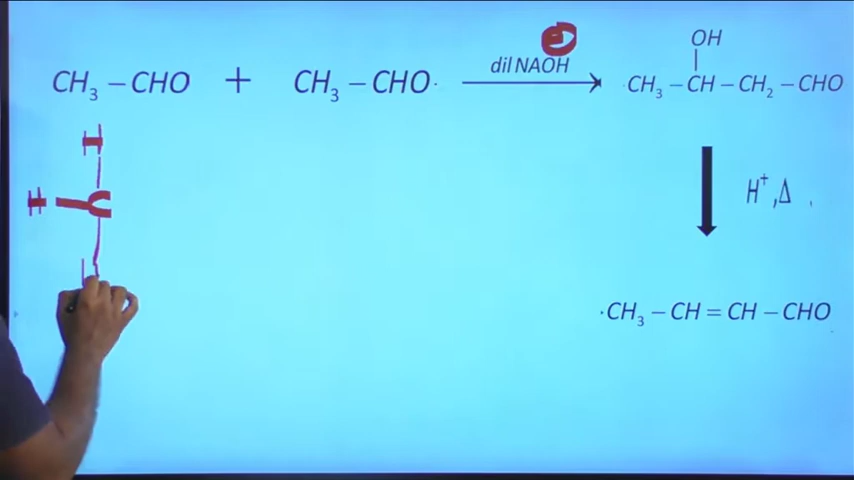 OH
dil NAOH
CH₃ – CHO + CH₃ – CHO· CH₃ – CH – CH₂ – CHO
H
H⁺, Δ
H C
·CH₃ – CH = CH – CHO